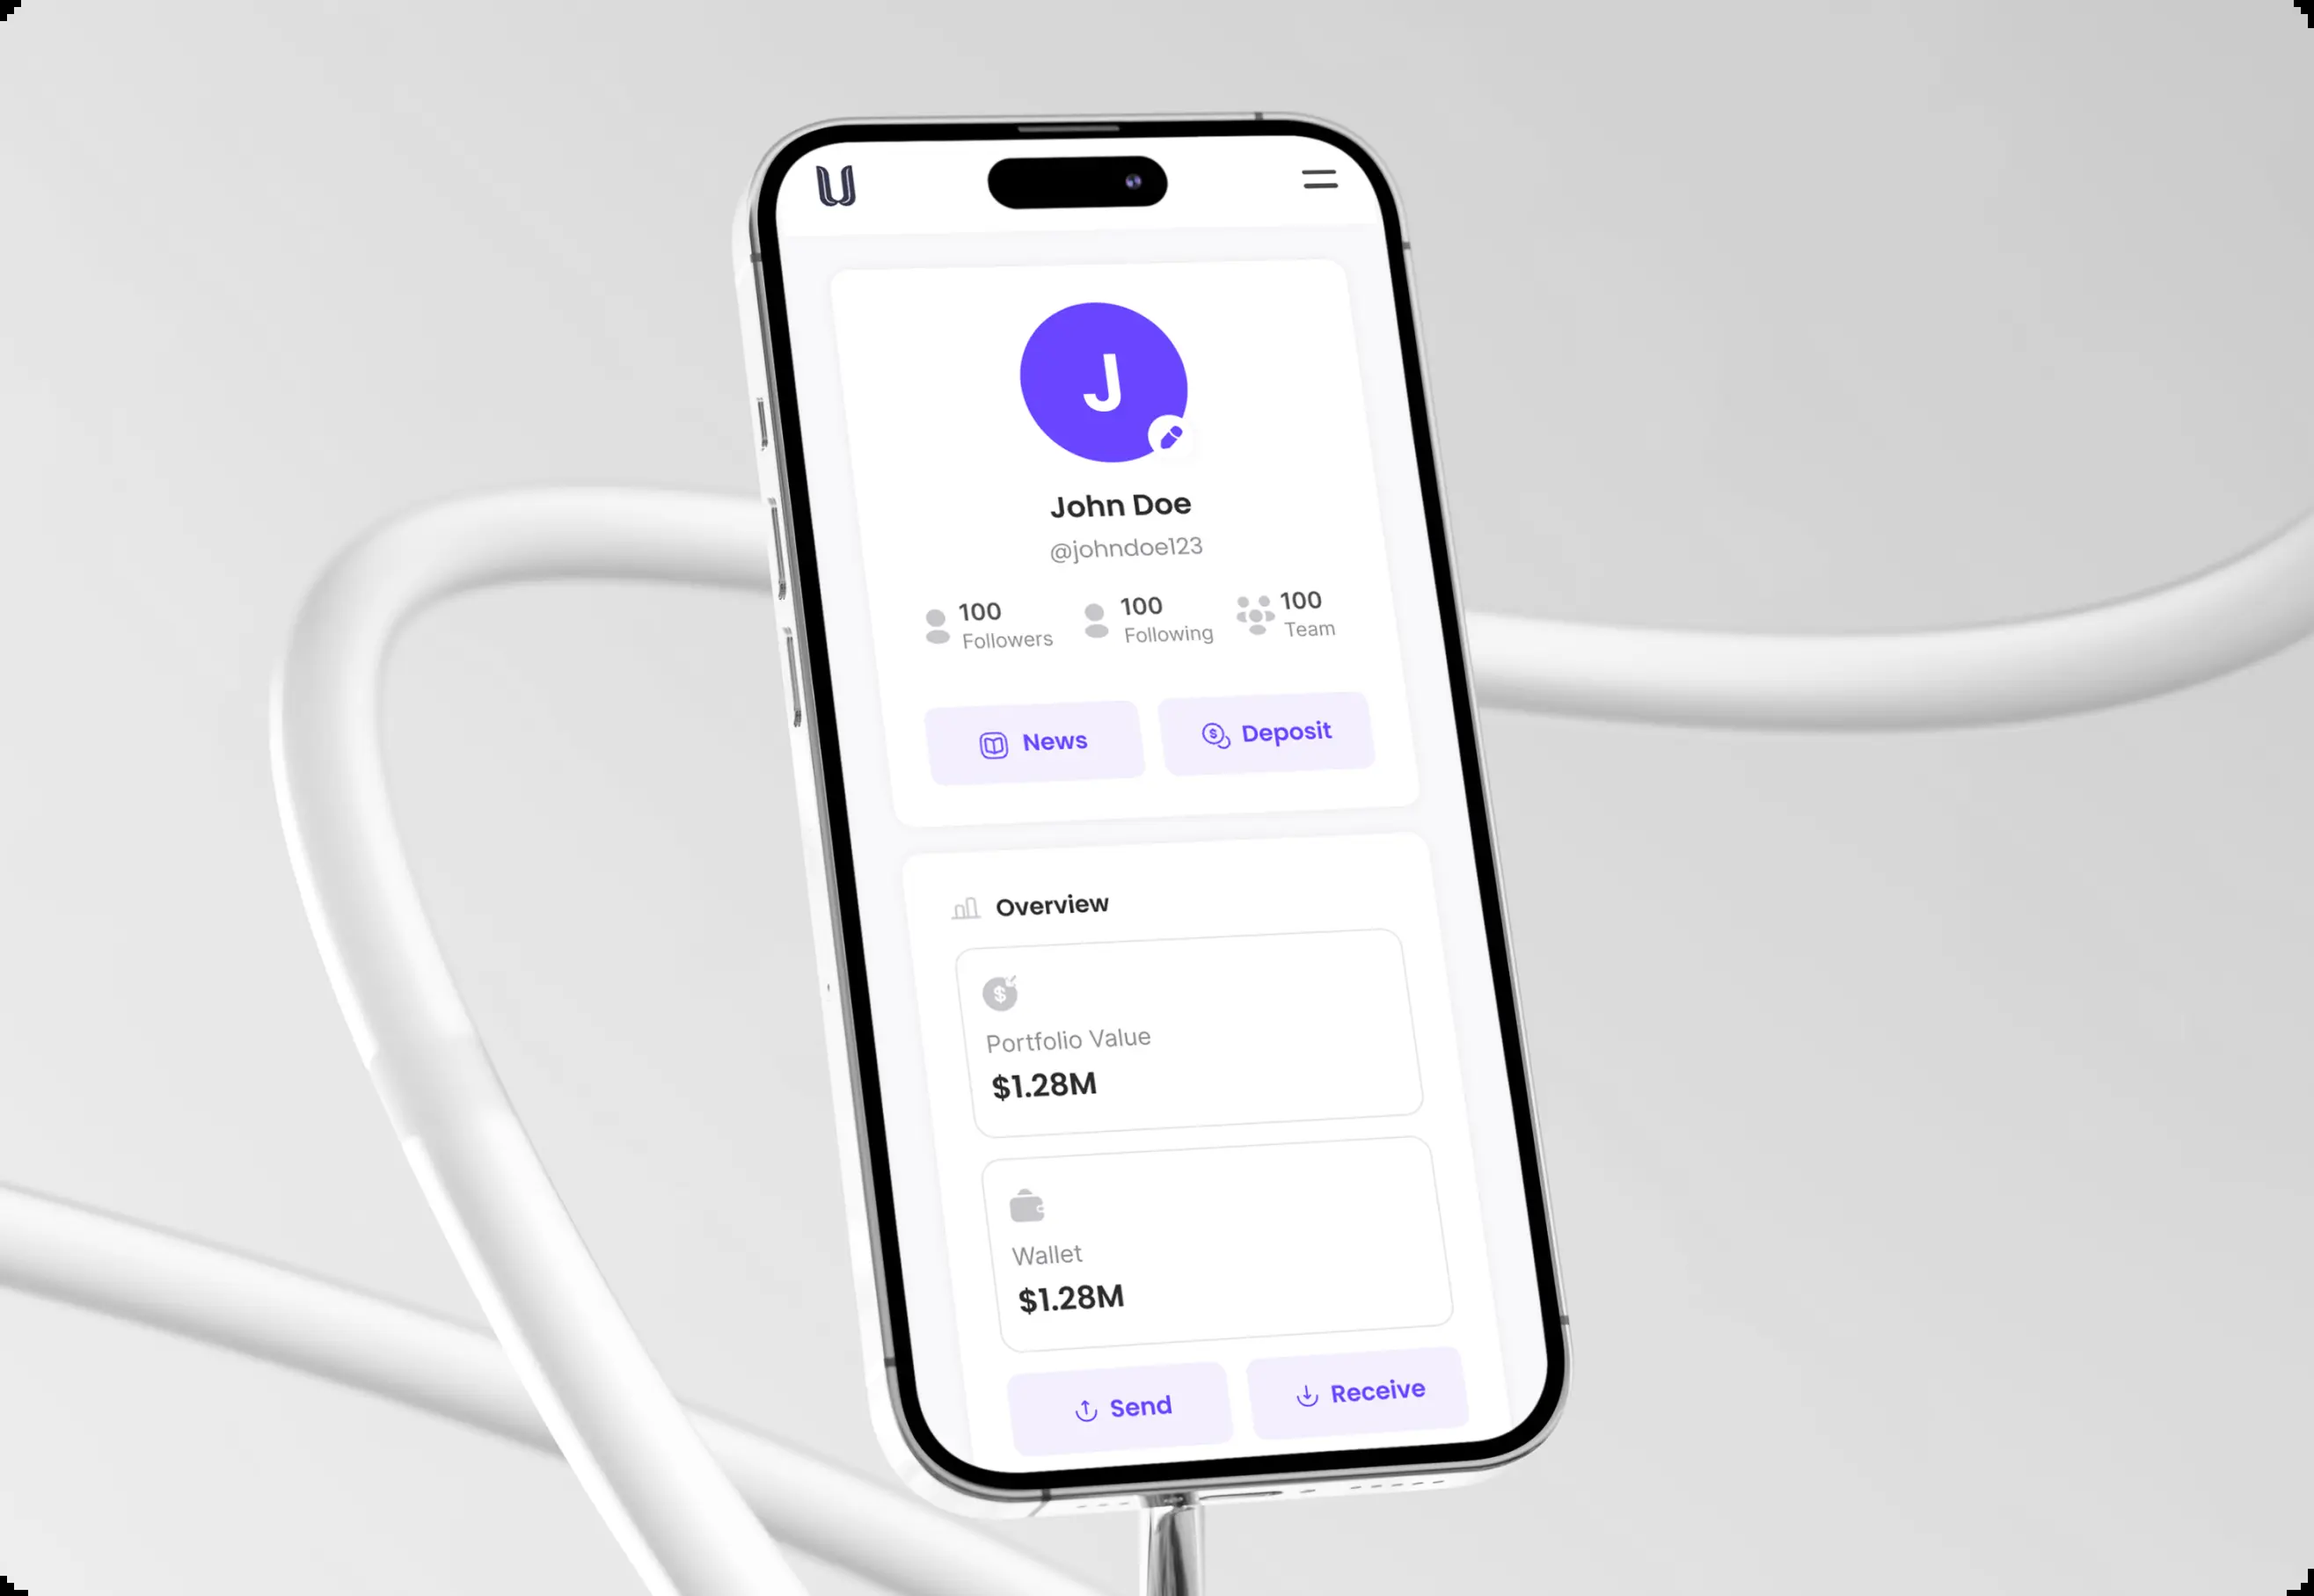 U
J
John Doe
@johndoe123
100
Followers
100
Following
100
Team
News
$
Deposit
Overview
$
Portfolio Value
$1.28M
Wallet
$1.28M
Send
Receive